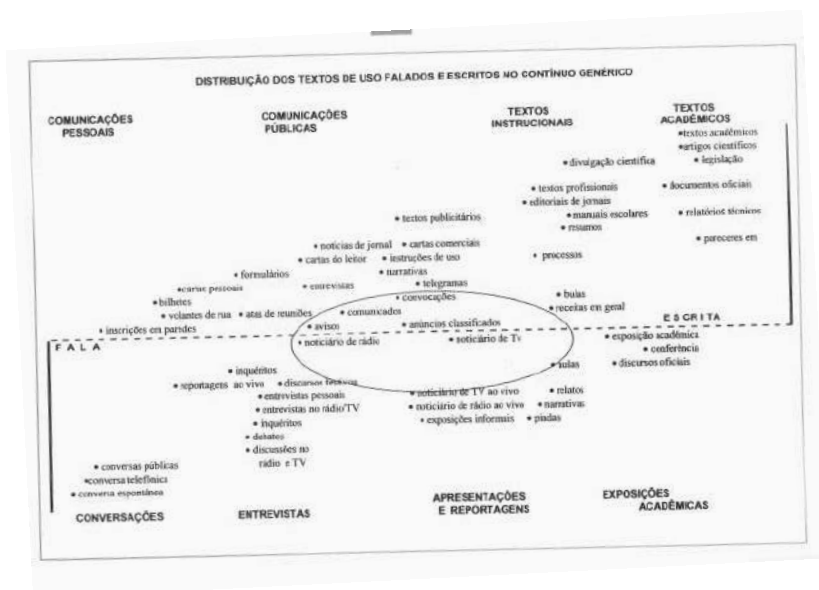 DISTRIBUIÇÃO DOS TEXTOS DE USO FALADOS E ESCRITOS NO CONTÍNUO GENÉRICO
COMUNICAÇÕES
PESSOAIS
COMUNICAÇÕES
PÚBLICAS
TEXTOS
INSTRUCIONAIS
TEXTOS
ACADÊMICOS
•textos acadêmicos
•artigos científicos
• legislação
• divulgação científica
• textos profissionais
• documentos oficiais
• editoriais de jornais
• manuais escolares
• relatórios técnicos
• resumos
• textos publicitários
• pareceres em
• notícias de jornal • cartas comerciais
• cartas do leitor • instruções de uso
• processos
• narrativas
• formulários
• entrevistas
• telegramas
•cartas pessoais
• convocações
• bulas
•bilhetes
•receitas em geral
• volantes de rua • atas de reuniões
• comunicados
ESCRITA
• inscrições em paredes
• avisos
• anúncios classificados
FALA
• noticiário de rádio
• noticiário de Tv
• exposição acadêmica
• conferência
• discursos oficiais
• aulas
• inquéritos
• reportagens ao vivo • discursos festivos
• entrevistas pessoais
• noticiário de TV ao vivo
• relatos
• entrevistas no rádio/TV
• noticiário de rádio ao vivo
• narrativas
• inquéritos
• exposições informais • piadas
• debates
• discussões no
rádio e TV
• conversas públicas
•conversa telefônica
• conversa espontânea
CONVERSAÇÕES
ENTREVISTAS
APRESENTAÇÕES
E REPORTAGENS
EXPOSIÇÕES
ACADÊMICAS